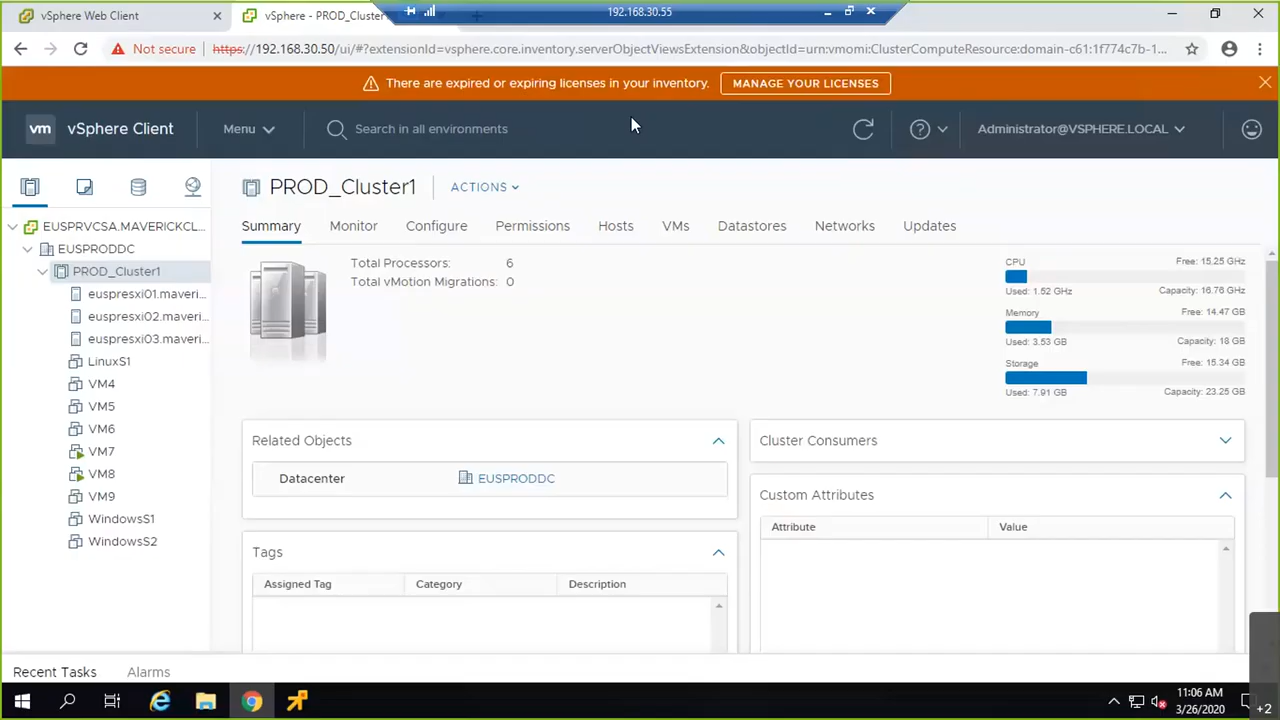 vSphere Web Client
vSphere - PROD_Cluster
192.168.30.55
Not secure
https://192.168.30.50/ui/#?extensionId=vsphere.core.inventory.serverObjectViewsExtension&objectId=urn:vmomi:ClusterComputeResource:domain-c61:1f774c7b-1...
There are expired or expiring licenses in your inventory.
MANAGE YOUR LICENSES
vm
vSphere Client
Menu
Search in all environments
Administrator@VSPHERE.LOCAL
PROD_Cluster1
ACTIONS
Summary
Monitor
Configure
Permissions
Hosts
VMs
Datastores
Networks
Updates
EUSPRVCSA.MAVERICKCL...
EUSPRODDC
PROD_Cluster1
euspresxi01.maveri...
euspresxi02.maveri...
euspresxi03.maveri...
LinuxS1
VM4
VM5
VM6
VM7
VM8
VM9
WindowsS1
WindowsS2
Total Processors: 6
Total vMotion Migrations: 0
CPU Free: 15.25 GHz
Used: 1.52 GHz Capacity: 16.76 GHz
Memory Free: 14.47 GB
Used: 3.53 GB Capacity: 18 GB
Storage Free: 15.34 GB
Used: 7.91 GB Capacity: 23.25 GB
Related Objects
Datacenter EUSPRODDC
Tags
Assigned Tag Category Description
Cluster Consumers
Custom Attributes
Attribute Value
Recent Tasks Alarms
11:06 AM
3/26/2020
+2